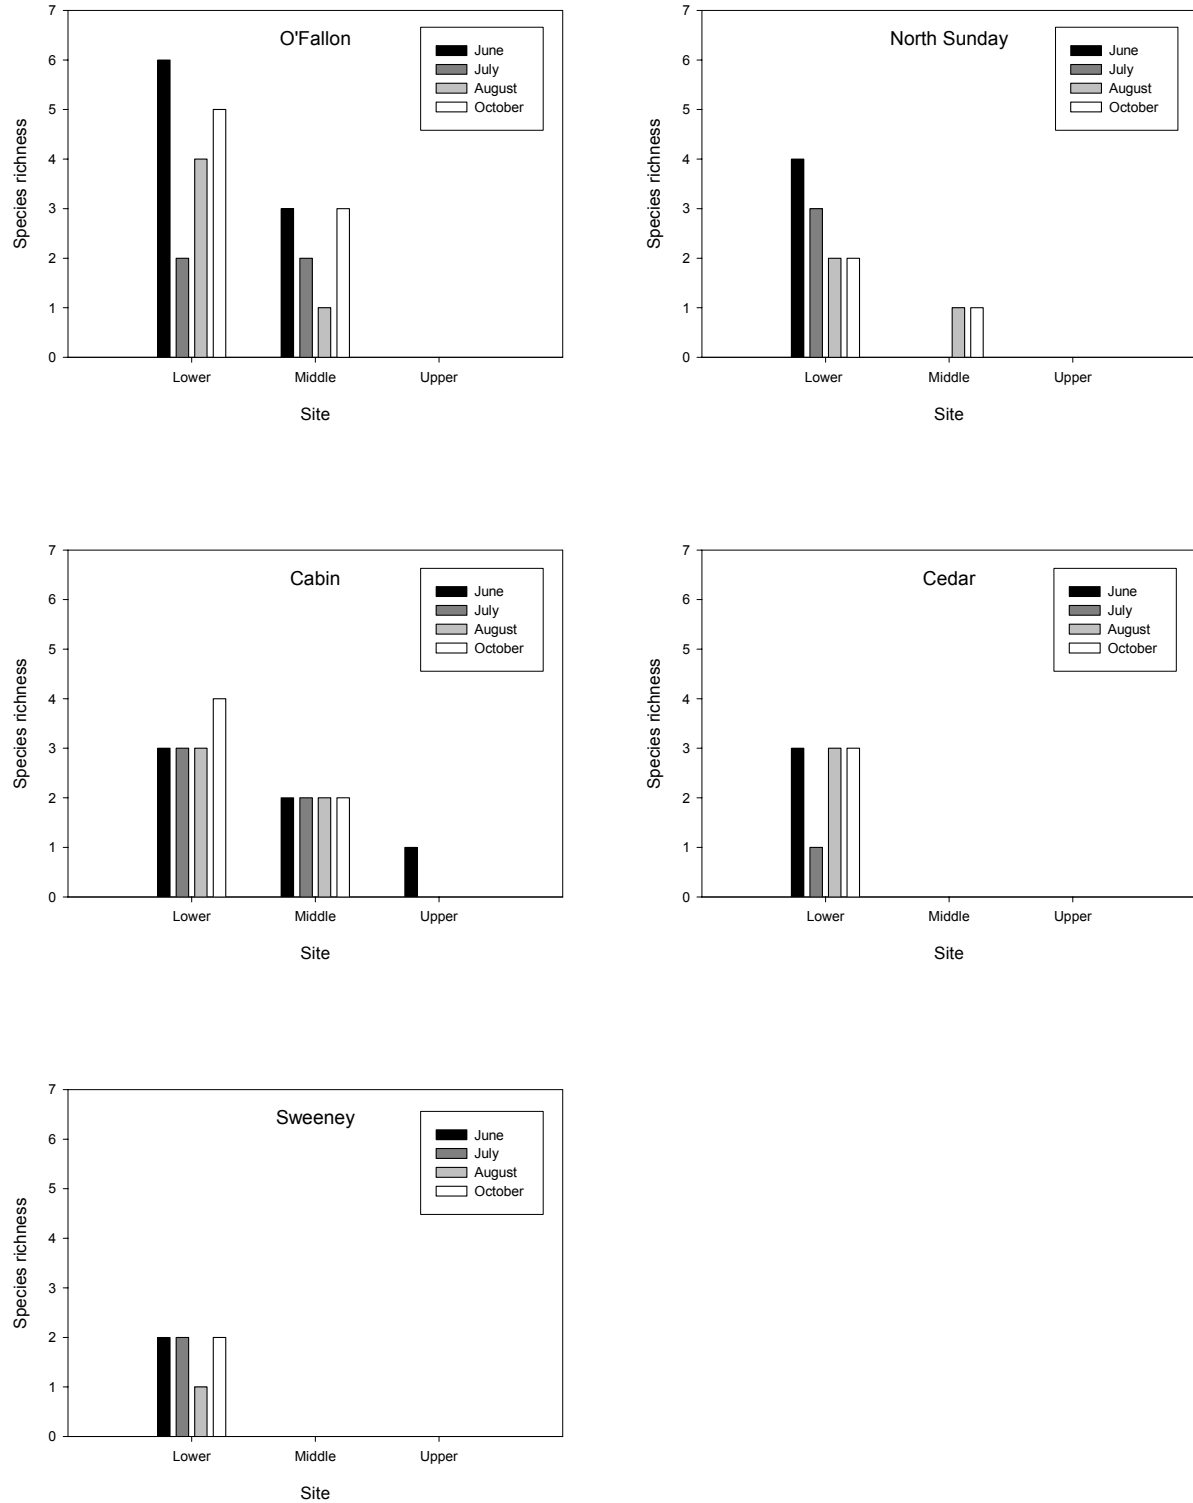 O'Fallon
June
July
August
October
7
6
5
4
3
2
1
0
Species richness
Lower Middle Upper
Site
North Sunday
June
July
August
October
7
6
5
4
3
2
1
0
Species richness
Lower Middle Upper
Site
Cabin
June
July
August
October
7
6
5
4
3
2
1
0
Species richness
Lower Middle Upper
Site
Cedar
June
July
August
October
7
6
5
4
3
2
1
0
Species richness
Lower Middle Upper
Site
Sweeney
June
July
August
October
7
6
5
4
3
2
1
0
Species richness
Lower Middle Upper
Site